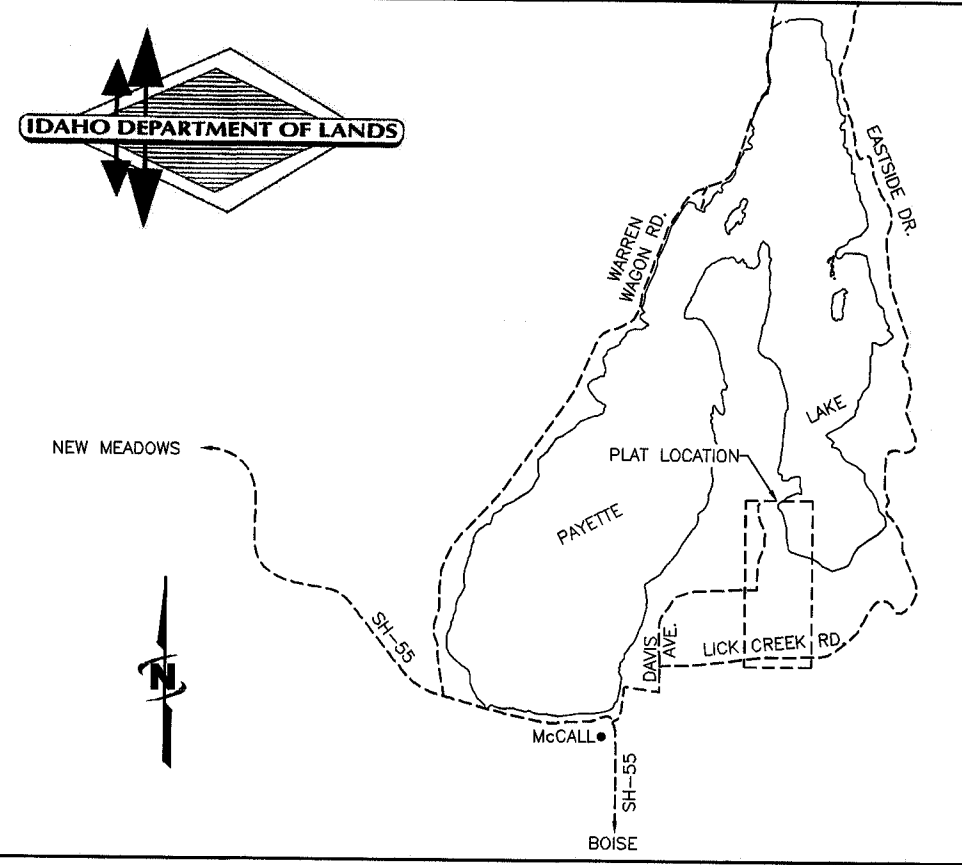 IDAHO DEPARTMENT OF LANDS
EASTSIDE DR.
WARREN
WAGON RD.
LAKE
NEW MEADOWS
PLAT LOCATION
PAYETTE
SH-55
DAVIS
AVE.
LICK CREEK RD.
N
McCALL
SH-55
BOISE